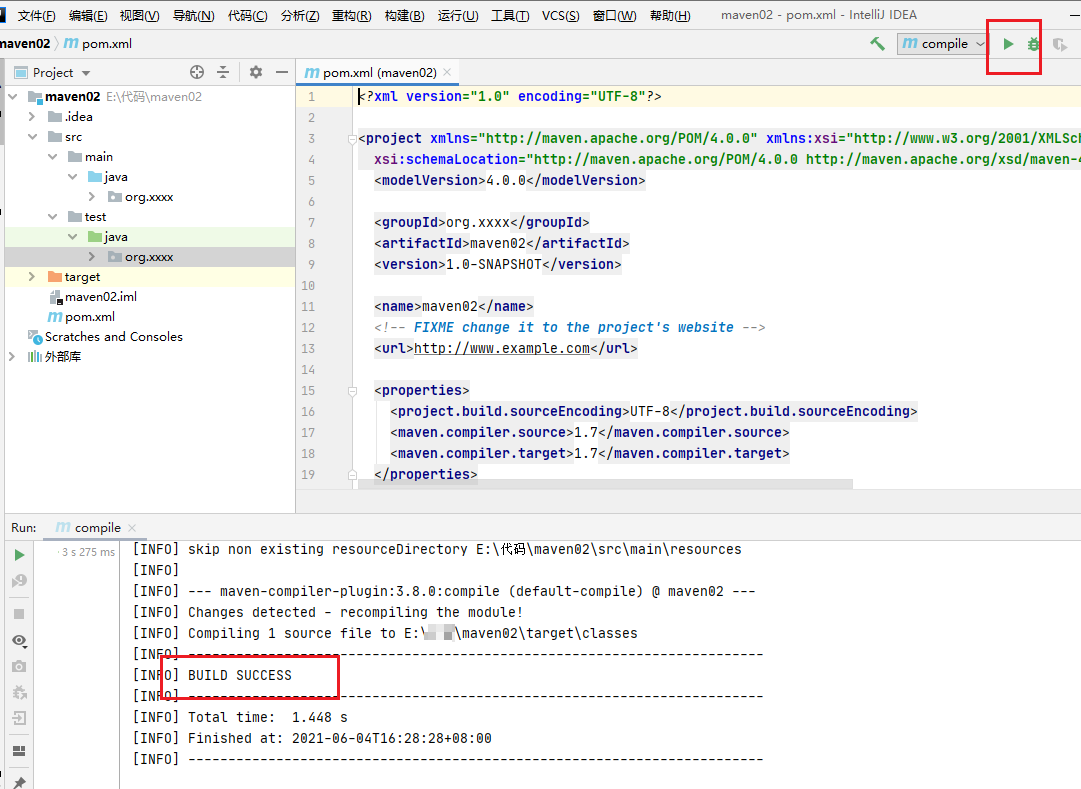 文件(F) 编辑(E) 视图(V) 导航(N) 代码(C) 分析(Z) 重构(R) 构建(B) 运行(U) 工具(T) VCS(S) 窗口(W) 帮助(H) maven02 - pom.xml - IntelliJ IDEA
maven02 pom.xml compile
Project
pom.xml (maven02)
maven02 E:\代码\maven02
.idea
src
main
java
org.xxxx
test
java
org.xxxx
target
maven02.iml
pom.xml
Scratches and Consoles
外部库
1 <?xml version="1.0" encoding="UTF-8"?>
2
3 <project xmlns="http://maven.apache.org/POM/4.0.0" xmlns:xsi="http://www.w3.org/2001/XMLSch
4 xsi:schemaLocation="http://maven.apache.org/POM/4.0.0 http://maven.apache.org/xsd/maven-4
5 <modelVersion>4.0.0</modelVersion>
6
7 <groupId>org.xxxx</groupId>
8 <artifactId>maven02</artifactId>
9 <version>1.0-SNAPSHOT</version>
10
11 <name>maven02</name>
12 <!-- FIXME change it to the project's website -->
13 <url>http://www.example.com</url>
14
15 <properties>
16 <project.build.sourceEncoding>UTF-8</project.build.sourceEncoding>
17 <maven.compiler.source>1.7</maven.compiler.source>
18 <maven.compiler.target>1.7</maven.compiler.target>
19 </properties>
Run: compile
3 s 275 ms
[INFO] skip non existing resourceDirectory E:\代码\maven02\src\main\resources
[INFO]
[INFO] --- maven-compiler-plugin:3.8.0:compile (default-compile) @ maven02 ---
[INFO] Changes detected - recompiling the module!
[INFO] Compiling 1 source file to E:\ \maven02\target\classes
[INFO] ------------------------------------------------------------------------
[INFO] BUILD SUCCESS
[INFO] ------------------------------------------------------------------------
[INFO] Total time:  1.448 s
[INFO] Finished at: 2021-06-04T16:28:28+08:00
[INFO] ------------------------------------------------------------------------